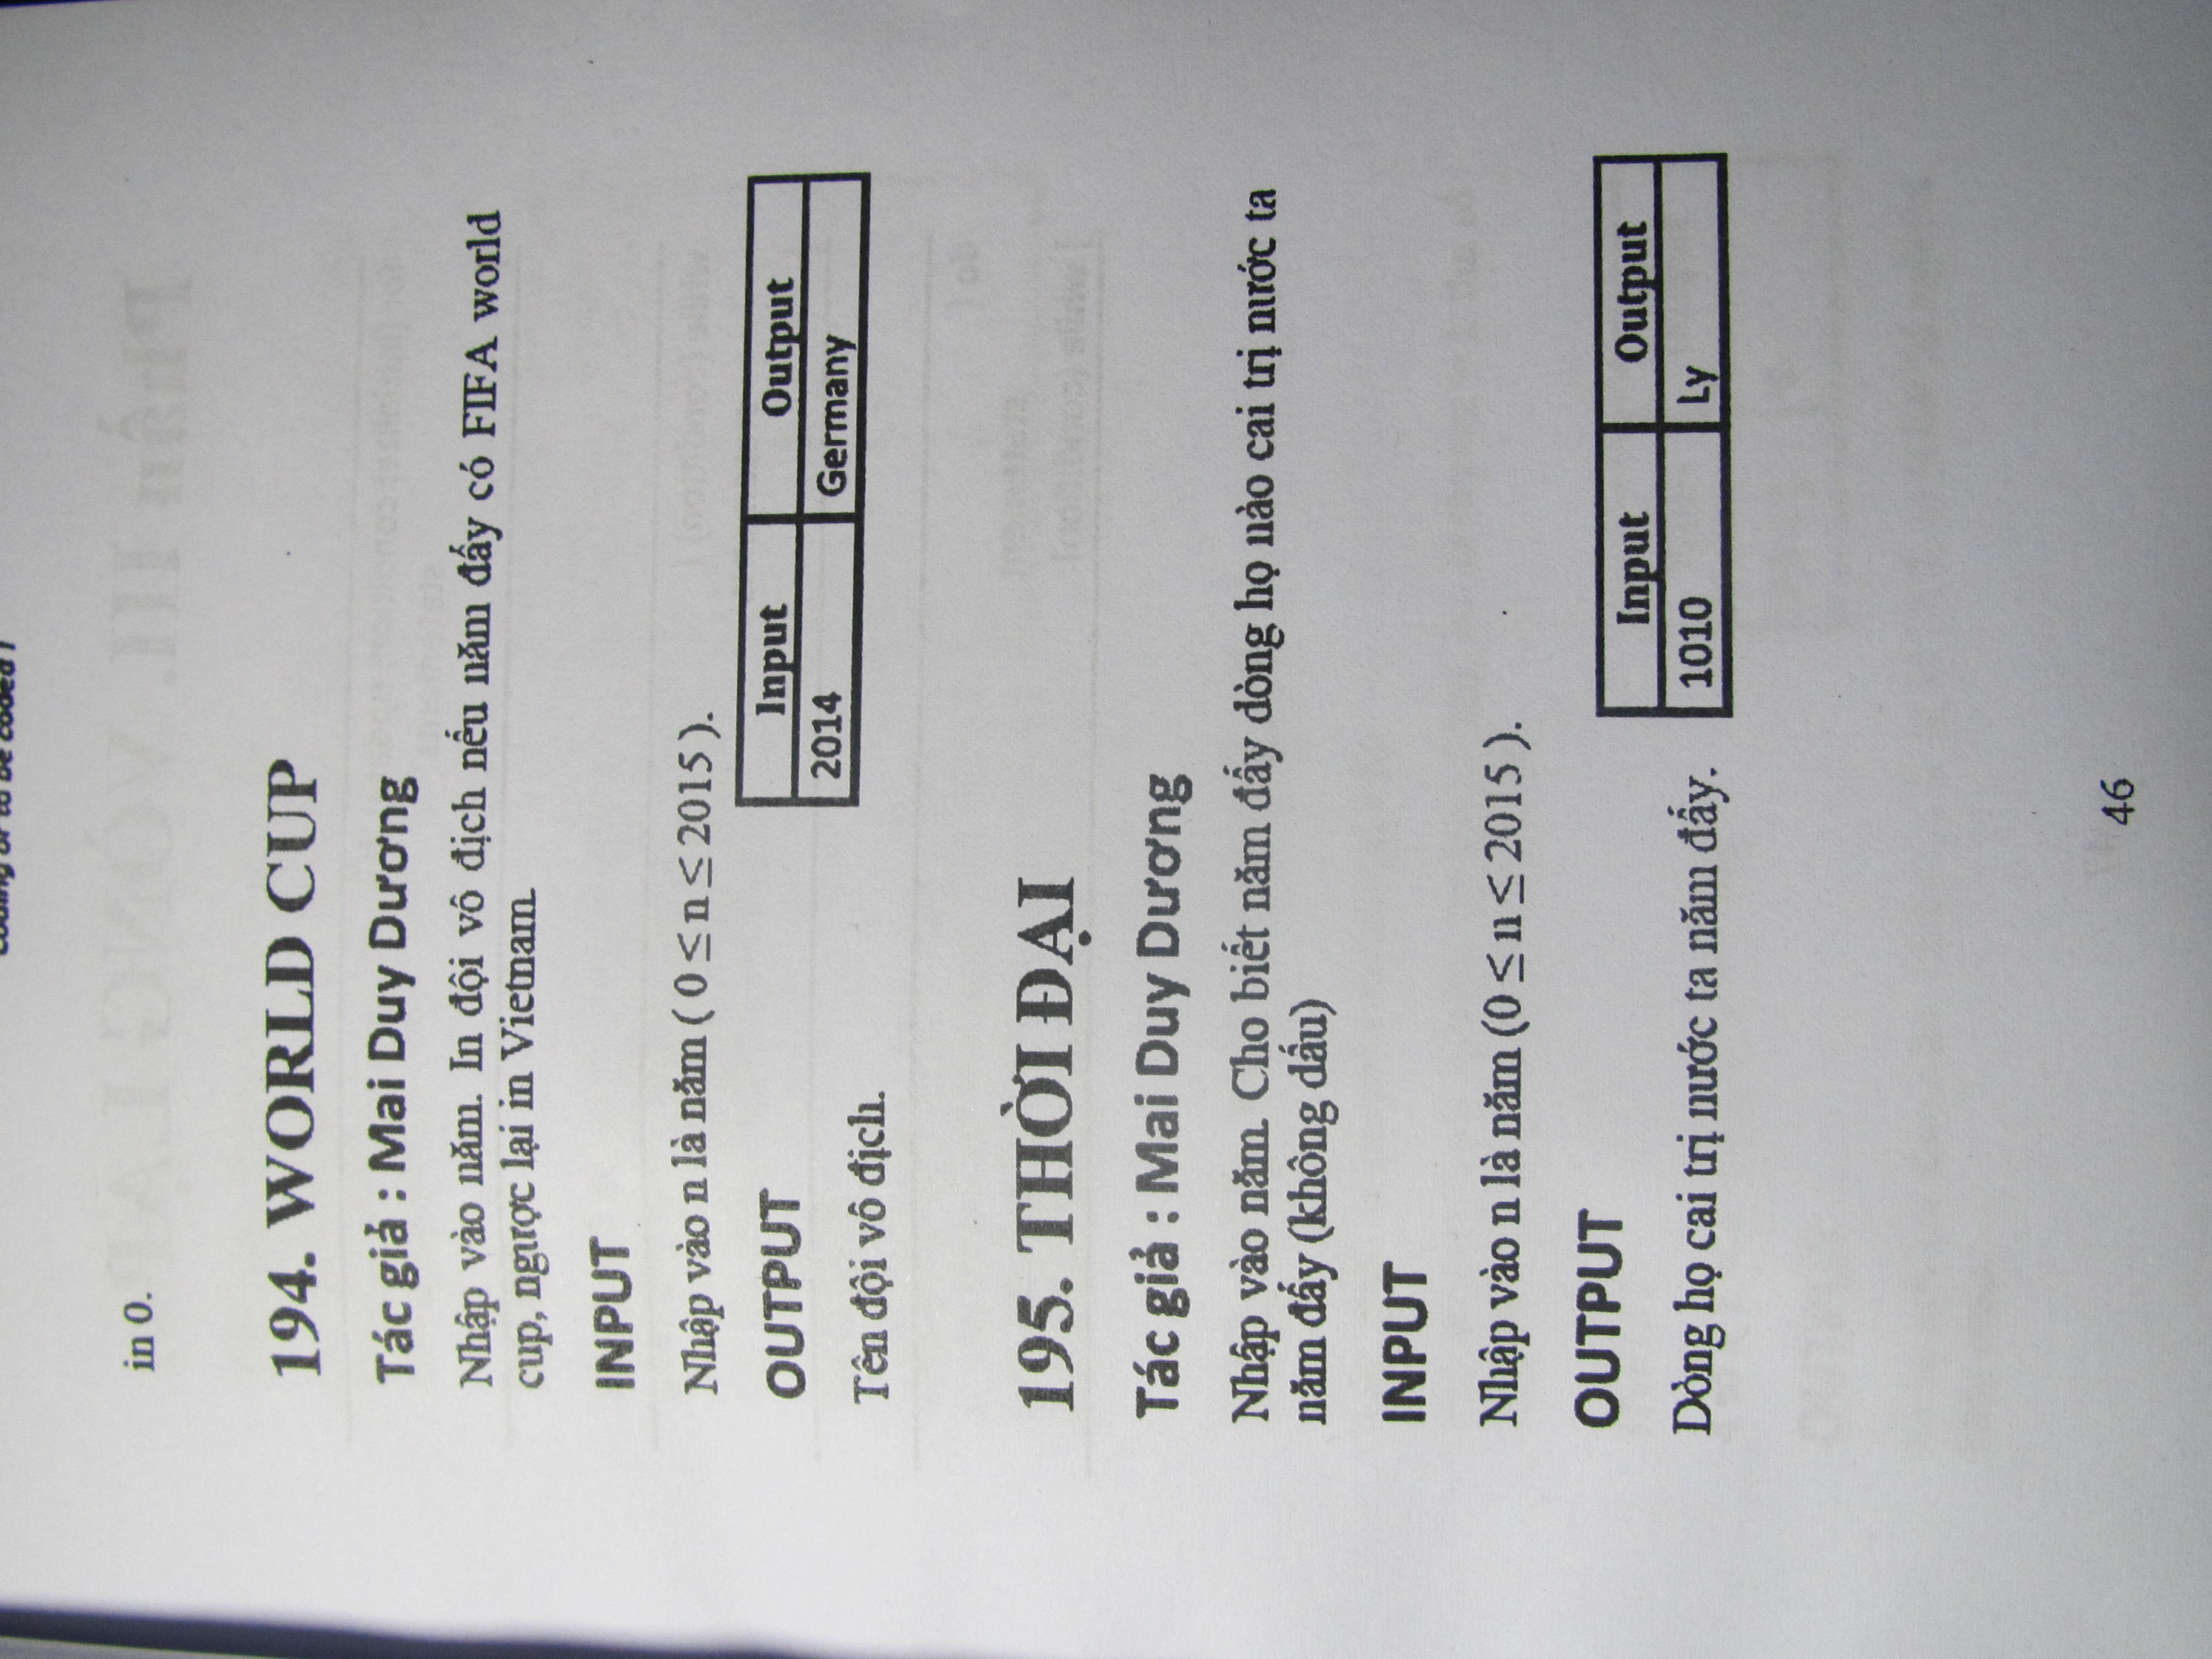 Coding or to be coded !
in 0.
194. WORLD CUP
Tác giả : Mai Duy Dương
Nhập vào năm. In đội vô địch nếu năm đấy có FIFA world
cup, ngược lại in Vietnam.
INPUT
Nhập vào n là năm ( 0 ≤ n ≤ 2015 ).
OUTPUT
Tên đội vô địch.
Input Output
2014 Germany
195. THỜI ĐẠI
Tác giả : Mai Duy Dương
Nhập vào năm. Cho biết năm đấy dòng họ nào cai trị nước ta
năm đấy (không dấu)
INPUT
Nhập vào n là năm (0 ≤ n ≤ 2015 ).
OUTPUT
Dòng họ cai trị nước ta năm đấy.
Input Output
1010 Ly
46